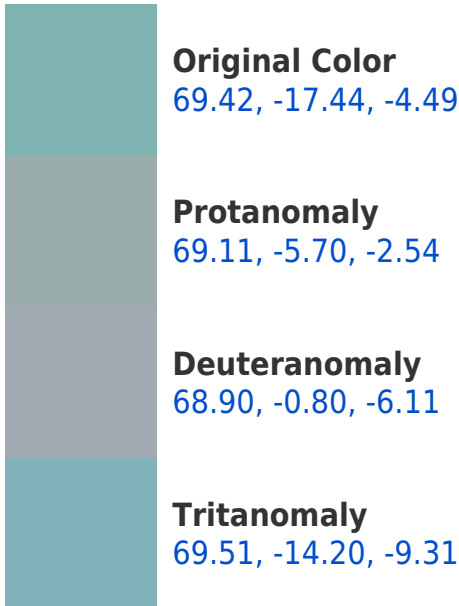 Original Color
69.42, -17.44, -4.49
Protanomaly
69.11, -5.70, -2.54
Deuteranomaly
68.90, -0.80, -6.11
Tritanomaly
69.51, -14.20, -9.31